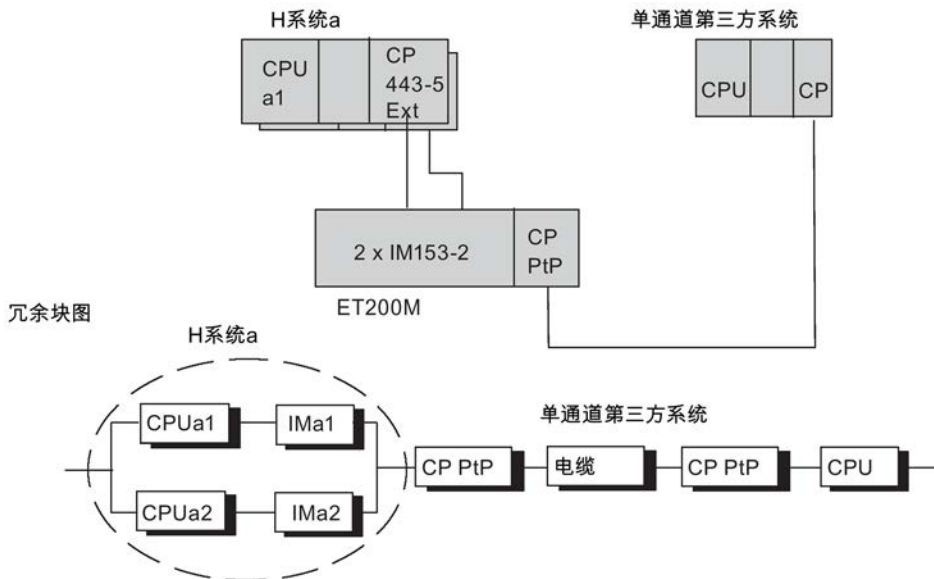 H系统a
单通道第三方系统
CPU
a1
CP
443-5
Ext
CPU
CP
2 x IM153-2
CP
PtP
ET200M
冗余块图
H系统a
单通道第三方系统
CPUa1
IMa1
CP PtP
电缆
CP PtP
CPU
CPUa2
IMa2